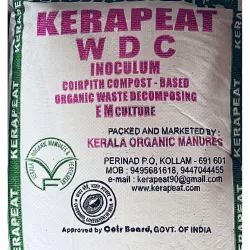 KERAPEAT
W D C
INOCULUM
COIRPITH COMPOST - BASED
ORGANIC WASTE DECOMPOSING
E M CULTURE
PACKED AND MARKETED BY:
KERALA ORGANIC MANURES
PERINAD P.O, KOLLAM - 691 601
MOB : 9495681618, 9447044455
e-mail : kerapeat90@gmail.com
www.kerapeat.com
Approved by Coir Board, GOVT. OF INDIA
KERAPEAT
KERAPEAT
KERAPEAT
KERAPEAT